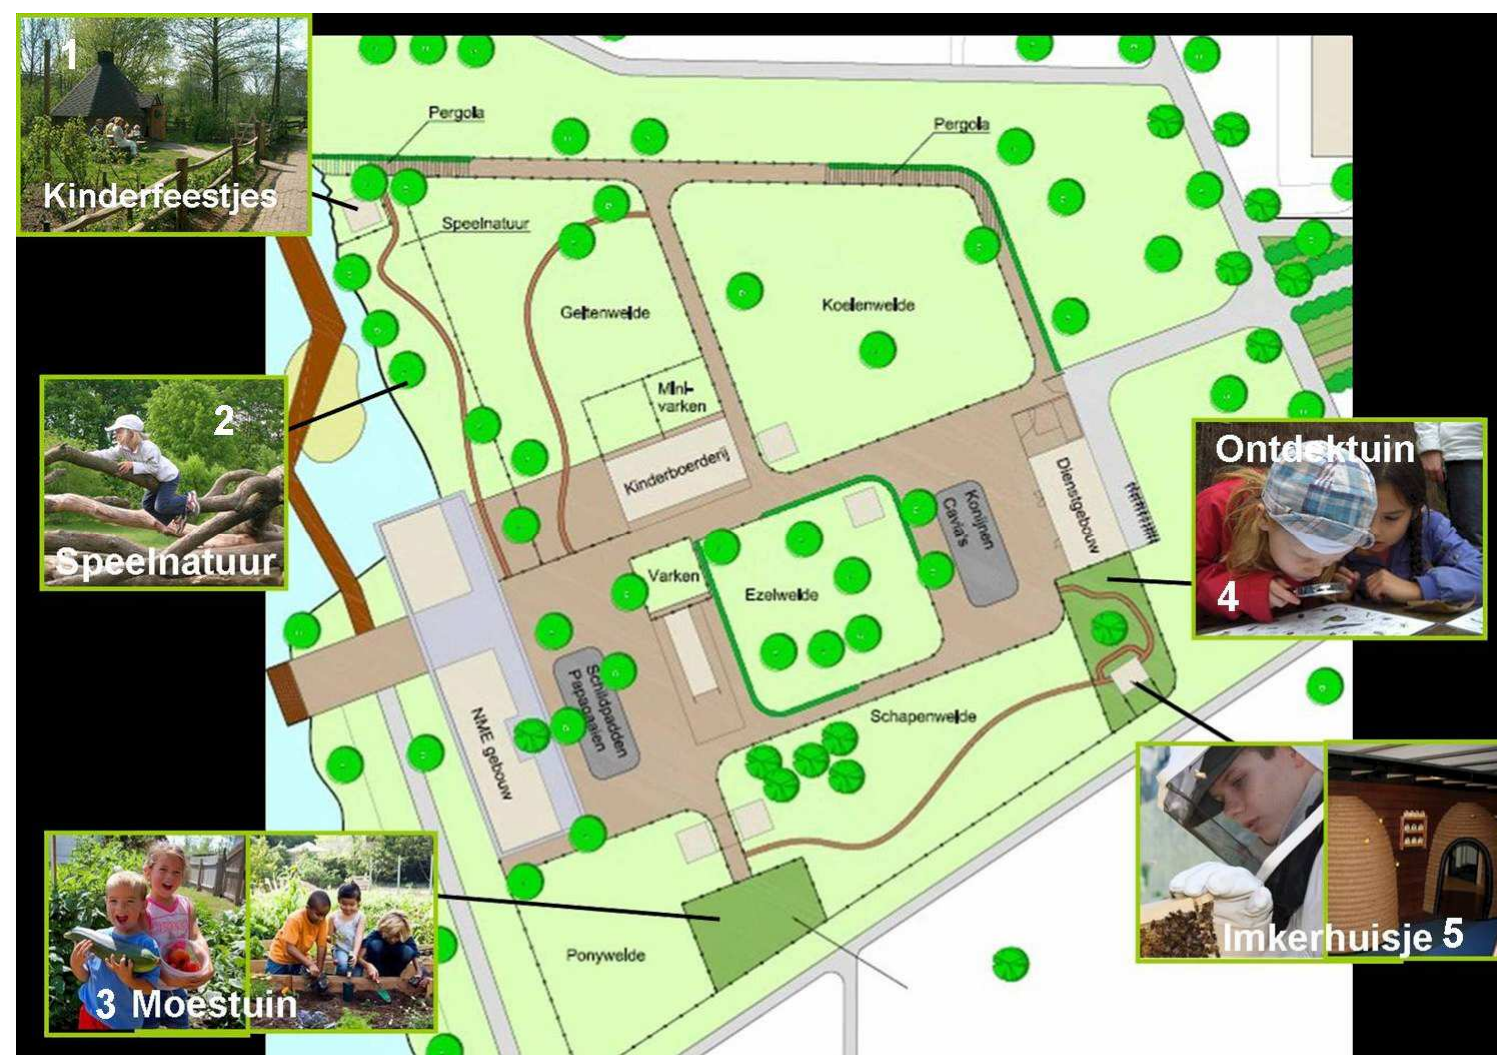 1
Kinderfeestjes
Pergola
Pergola
Speelnatuur
Geitenweide
Koeienweide
Mini-
varken
Kinderboerderij
2
Speelnatuur
Dienstgebouw
Konijnen
Cavia's
Ontdektuin
4
Varken
Ezelweide
Schildpadden
Papagaaien
NME gebouw
Schapenweide
Imkerhuisje 5
Ponyweide
3 Moestuin